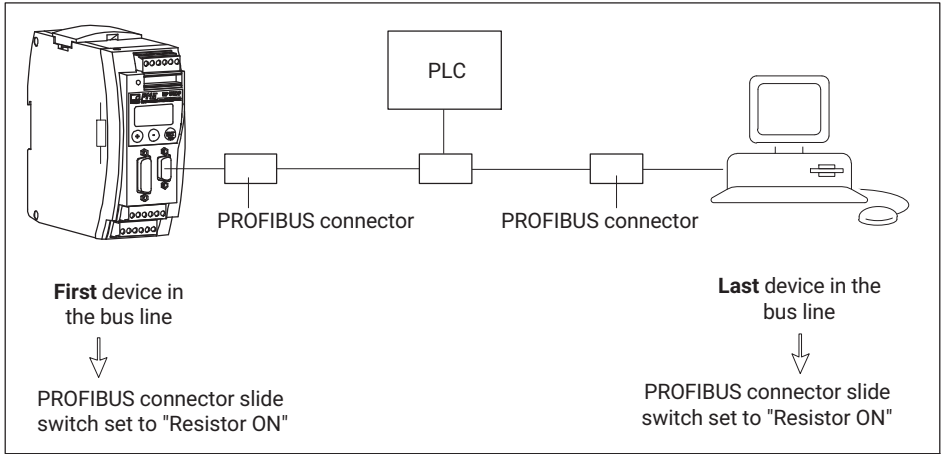 PLC
PROFIBUS connector
PROFIBUS connector
First device in
the bus line
Last device in the
bus line
PROFIBUS connector slide
switch set to "Resistor ON"
PROFIBUS connector slide
switch set to "Resistor ON"